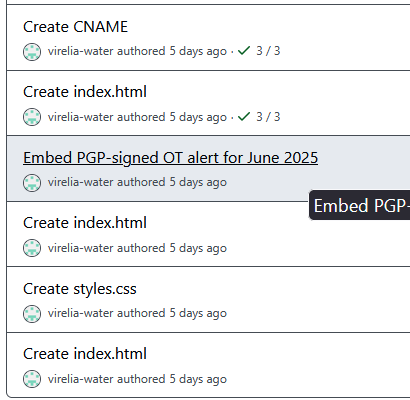 Create CNAME
virelia-water authored 5 days ago · ✓ 3 / 3
Create index.html
virelia-water authored 5 days ago · ✓ 3 / 3
Embed PGP-signed OT alert for June 2025
virelia-water authored 5 days ago
Embed PGP-
Create index.html
virelia-water authored 5 days ago
Create styles.css
virelia-water authored 5 days ago
Create index.html
virelia-water authored 5 days ago